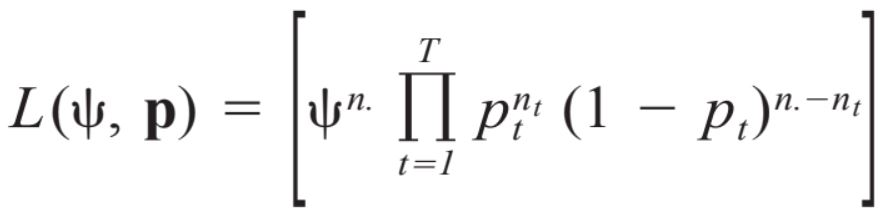 L(ψ, p) = [ψ^{n.} ∏_{t=1}^{T} p_t^{n_t} (1 − p_t)^{n.−n_t}]